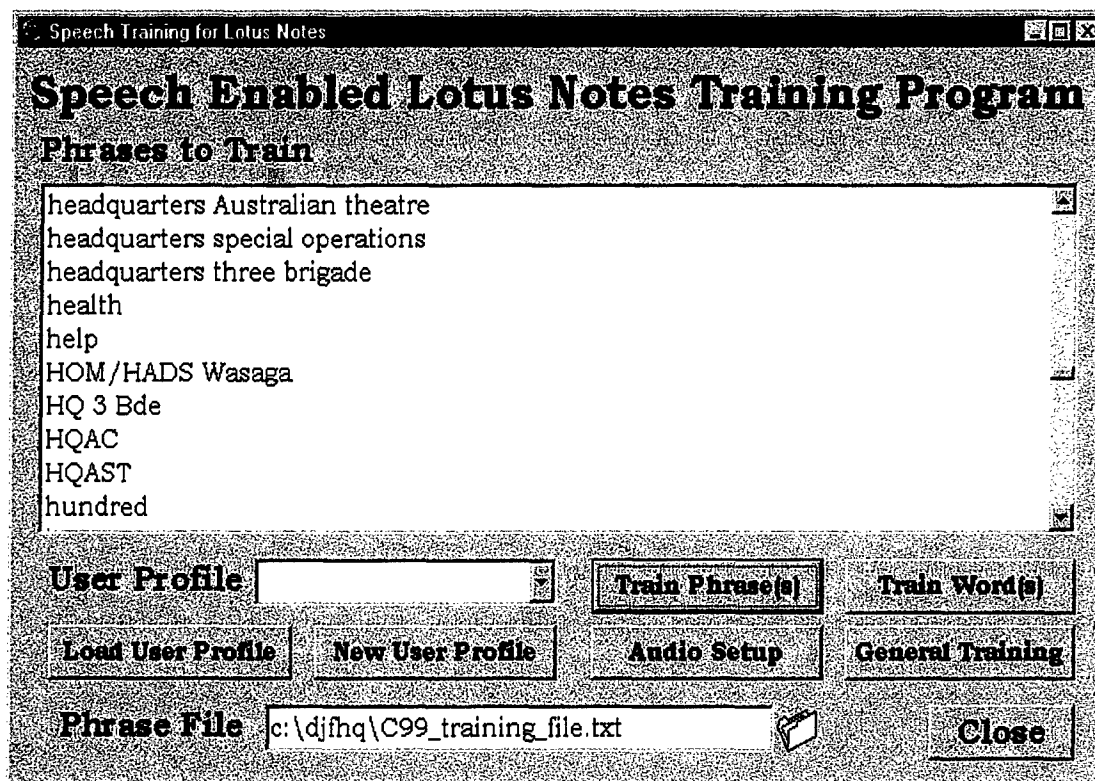 Speech Training for Lotus Notes
Speech Enabled Lotus Notes Training Program
Phrases to Train
headquarters Australian theatre
headquarters special operations
headquarters three brigade
health
help
HOM/HADS Wasaga
HQ 3 Bde
HQAC
HQAST
hundred
User Profile
Train Phrase(s)
Train Word(s)
Load User Profile
New User Profile
Audio Setup
General Training
Phrase File
c:\djfhq\C99_training_file.txt
Close